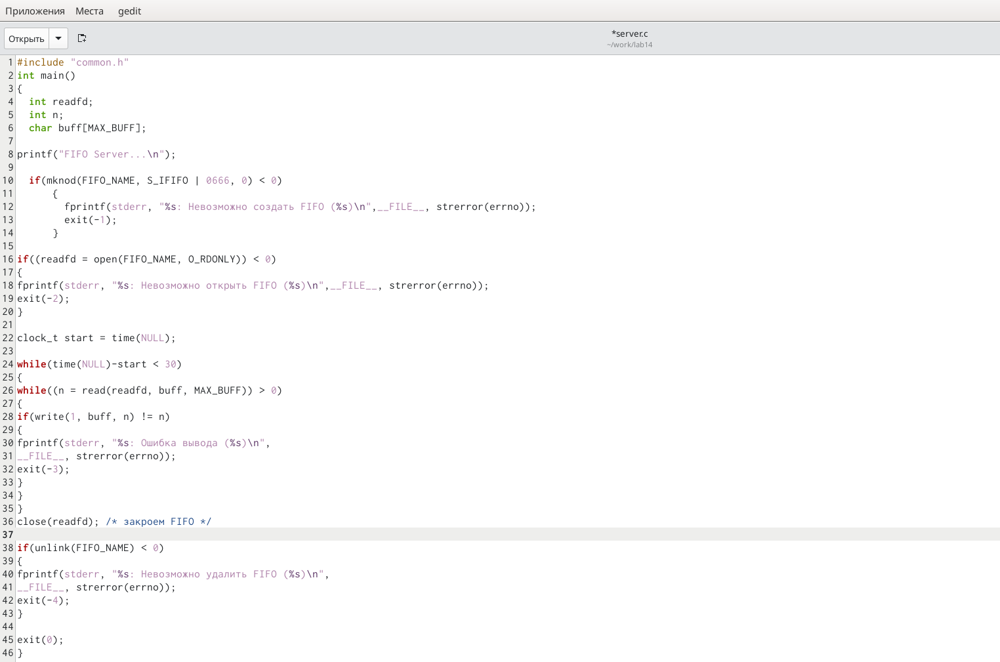 Приложения Места gedit
Открыть
*server.c
~/work/lab14
1 #include "common.h"
2 int main()
3 {
4   int readfd;
5   int n;
6   char buff[MAX_BUFF];
7
8 printf("FIFO Server...\n");
9
10   if(mknod(FIFO_NAME, S_IFIFO | 0666, 0) < 0)
11       {
12         fprintf(stderr, "%s: Невозможно создать FIFO (%s)\n",__FILE__, strerror(errno));
13         exit(-1);
14       }
15
16 if((readfd = open(FIFO_NAME, O_RDONLY)) < 0)
17 {
18 fprintf(stderr, "%s: Невозможно открыть FIFO (%s)\n",__FILE__, strerror(errno));
19 exit(-2);
20 }
21
22 clock_t start = time(NULL);
23
24 while(time(NULL)-start < 30)
25 {
26 while((n = read(readfd, buff, MAX_BUFF)) > 0)
27 {
28 if(write(1, buff, n) != n)
29 {
30 fprintf(stderr, "%s: Ошибка вывода (%s)\n",
31 __FILE__, strerror(errno));
32 exit(-3);
33 }
34 }
35 }
36 close(readfd); /* закроем FIFO */
37
38 if(unlink(FIFO_NAME) < 0)
39 {
40 fprintf(stderr, "%s: Невозможно удалить FIFO (%s)\n",
41 __FILE__, strerror(errno));
42 exit(-4);
43 }
44
45 exit(0);
46 }